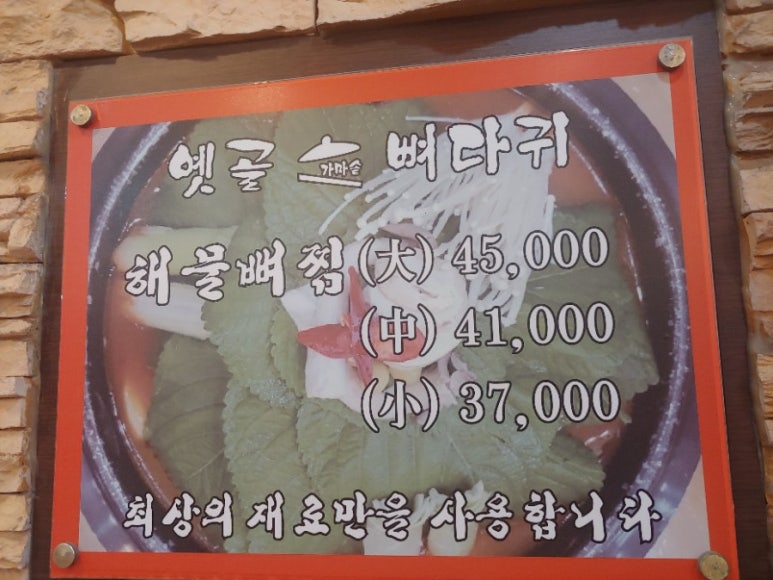 옛골 가마솥 뼈다귀
해물뼈찜 (大) 45,000
(中) 41,000
(小) 37,000
최상의 재료만을 사용합니다